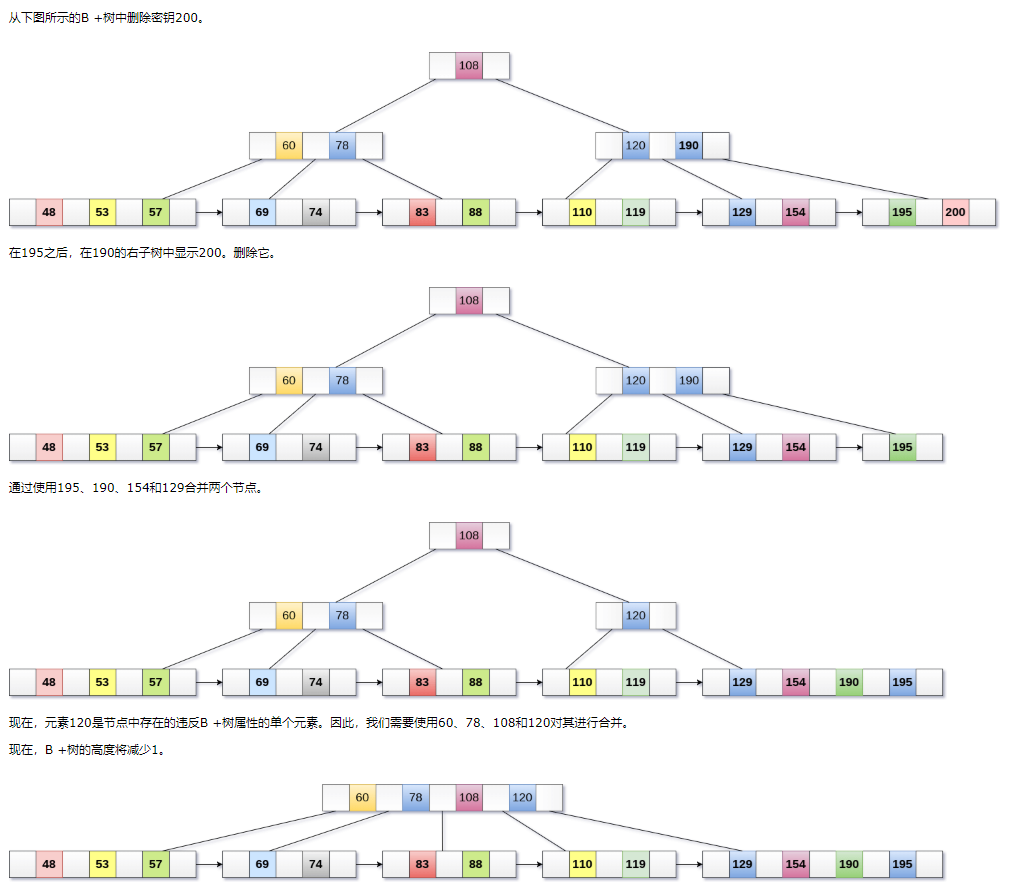 从下图所示的B +树中删除密钥200。
108
60 78 120 190
48 53 57 69 74 83 88 110 119 129 154 195 200
在195之后，在190的右子树中显示200。删除它。
108
60 78 120 190
48 53 57 69 74 83 88 110 119 129 154 195
通过使用195、190、154和129合并两个节点。
108
60 78 120
48 53 57 69 74 83 88 110 119 129 154 190 195
现在，元素120是节点中存在的违反B +树属性的单个元素。因此，我们需要使用60、78、108和120对其进行合并。
现在，B +树的高度将减少1。
60 78 108 120
48 53 57 69 74 83 88 110 119 129 154 190 195